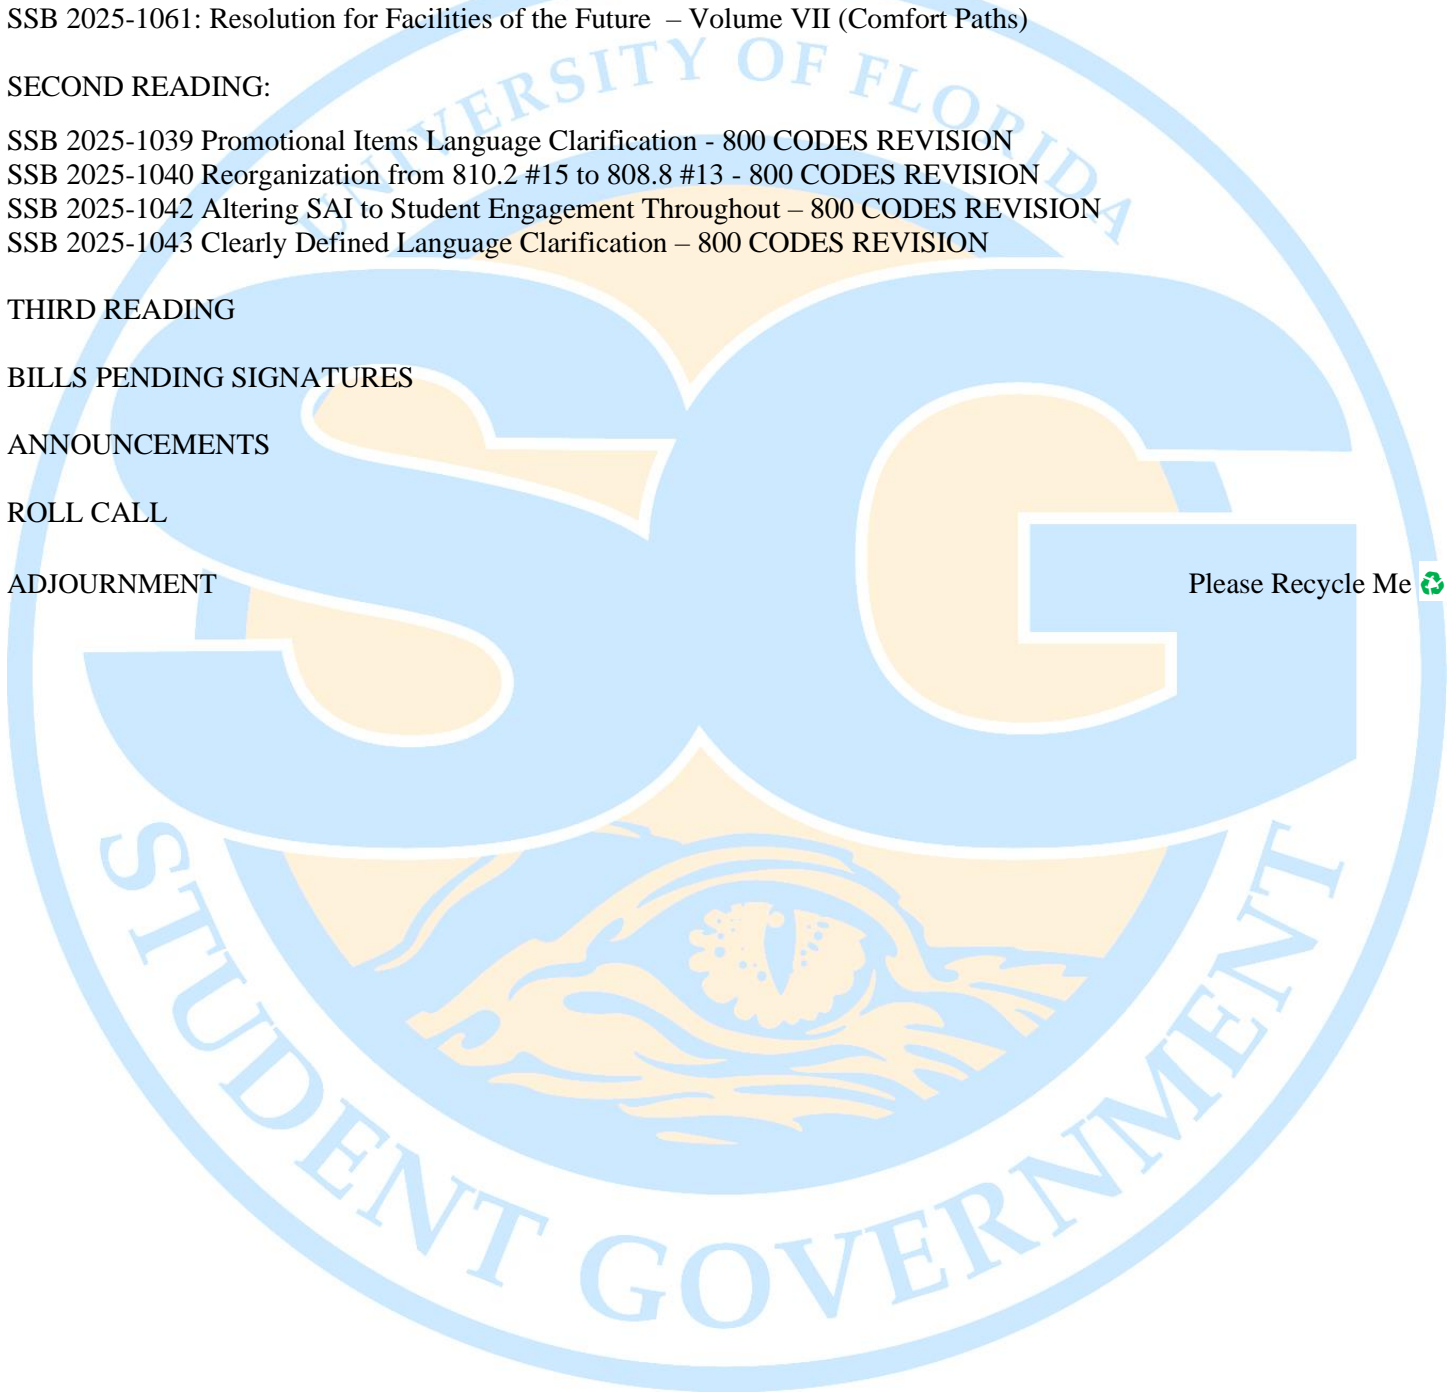 SSB 2025-1061: Resolution for Facilities of the Future – Volume VII (Comfort Paths)
SECOND READING:
SSB 2025-1039 Promotional Items Language Clarification - 800 CODES REVISION
SSB 2025-1040 Reorganization from 810.2 #15 to 808.8 #13 - 800 CODES REVISION
SSB 2025-1042 Altering SAI to Student Engagement Throughout – 800 CODES REVISION
SSB 2025-1043 Clearly Defined Language Clarification – 800 CODES REVISION
THIRD READING
BILLS PENDING SIGNATURES
ANNOUNCEMENTS
ROLL CALL
ADJOURNMENT Please Recycle Me
UNIVERSITY OF FLORIDA
SG
STUDENT GOVERNMENT